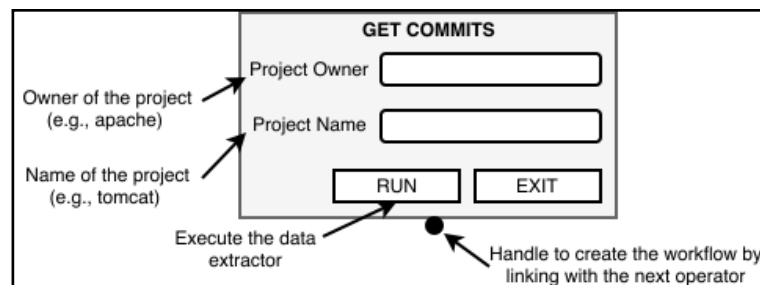 GET COMMITS
Project Owner
Owner of the project
(e.g., apache)
Project Name
Name of the project
(e.g., tomcat)
RUN
EXIT
Execute the data
extractor
Handle to create the workflow by
linking with the next operator